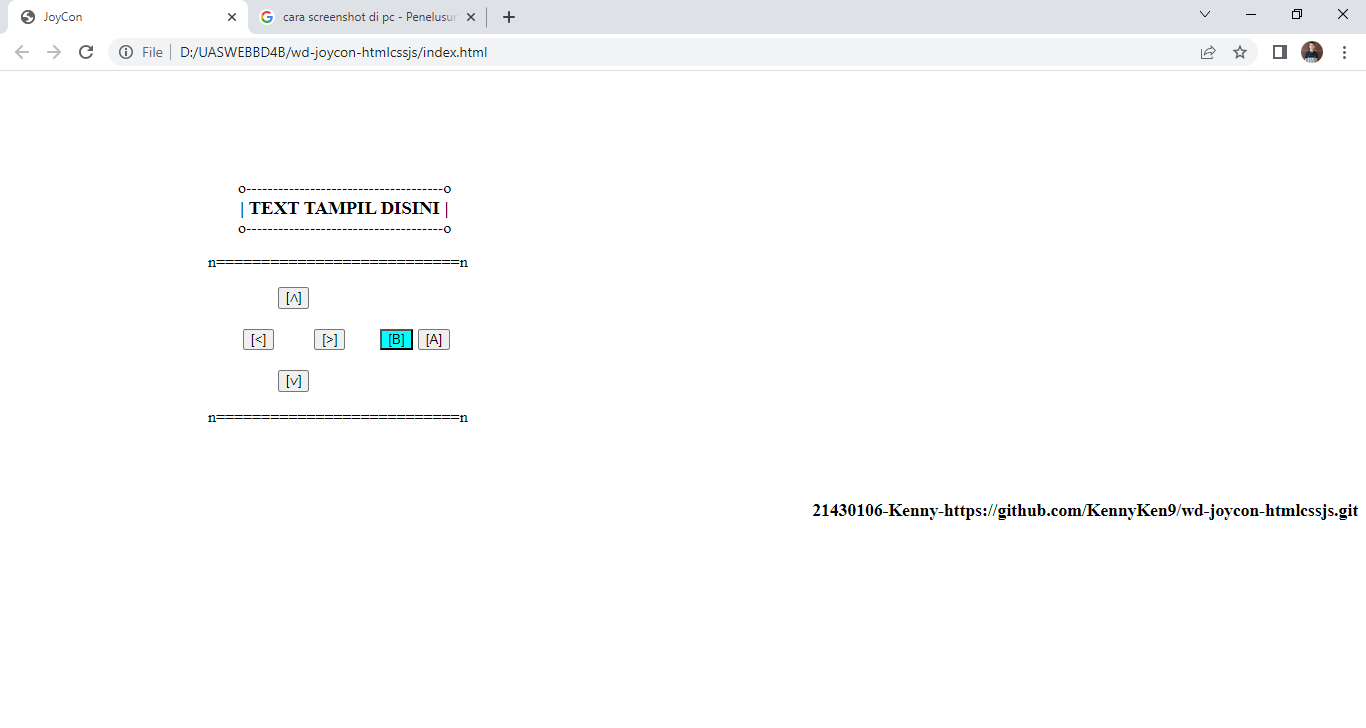 JoyCon
cara screenshot di pc - Penelusur
File | D:/UASWEBBD4B/wd-joycon-htmlcssjs/index.html
o-------------------------------------o
| TEXT TAMPIL DISINI |
o-------------------------------------o
n===========================n
[^]
[<] [>] [B] [A]
[v]
n===========================n
21430106-Kenny-https://github.com/KennyKen9/wd-joycon-htmlcssjs.git